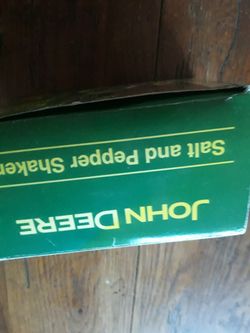 JOHN DEERE
Salt and Pepper Shaker